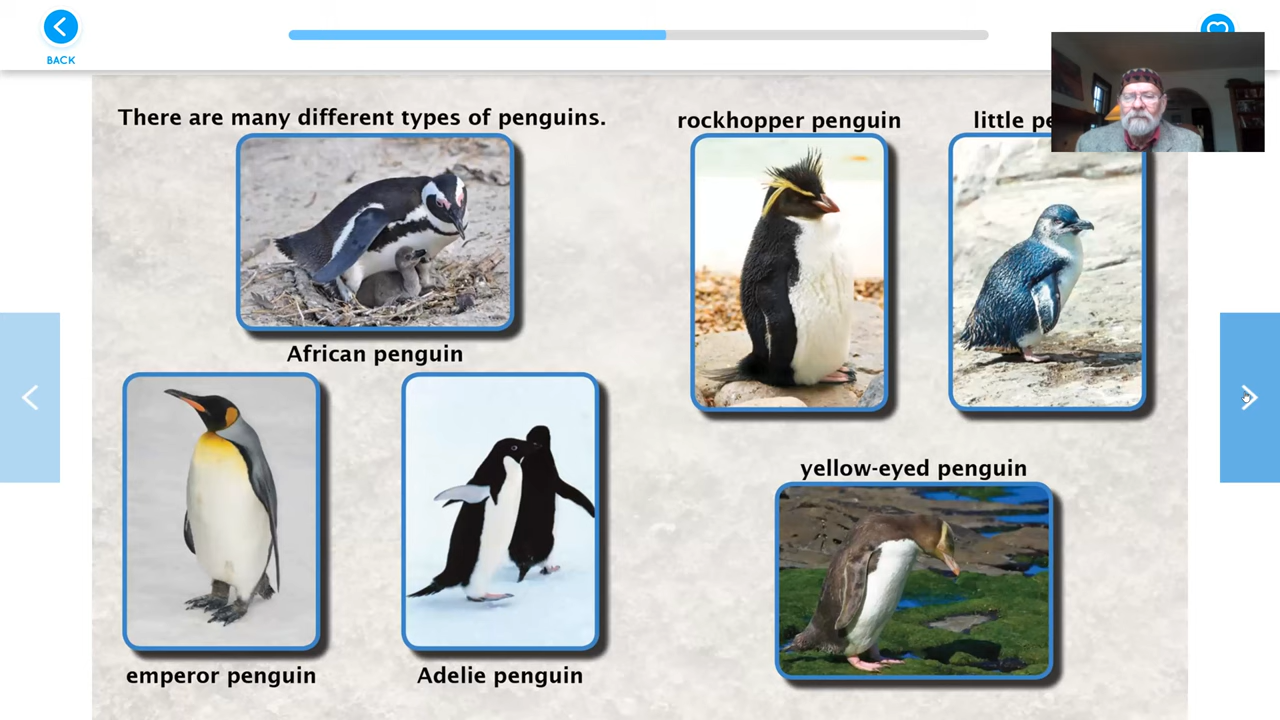 BACK
There are many different types of penguins.
African penguin
emperor penguin
Adelie penguin
rockhopper penguin
little
yellow-eyed penguin